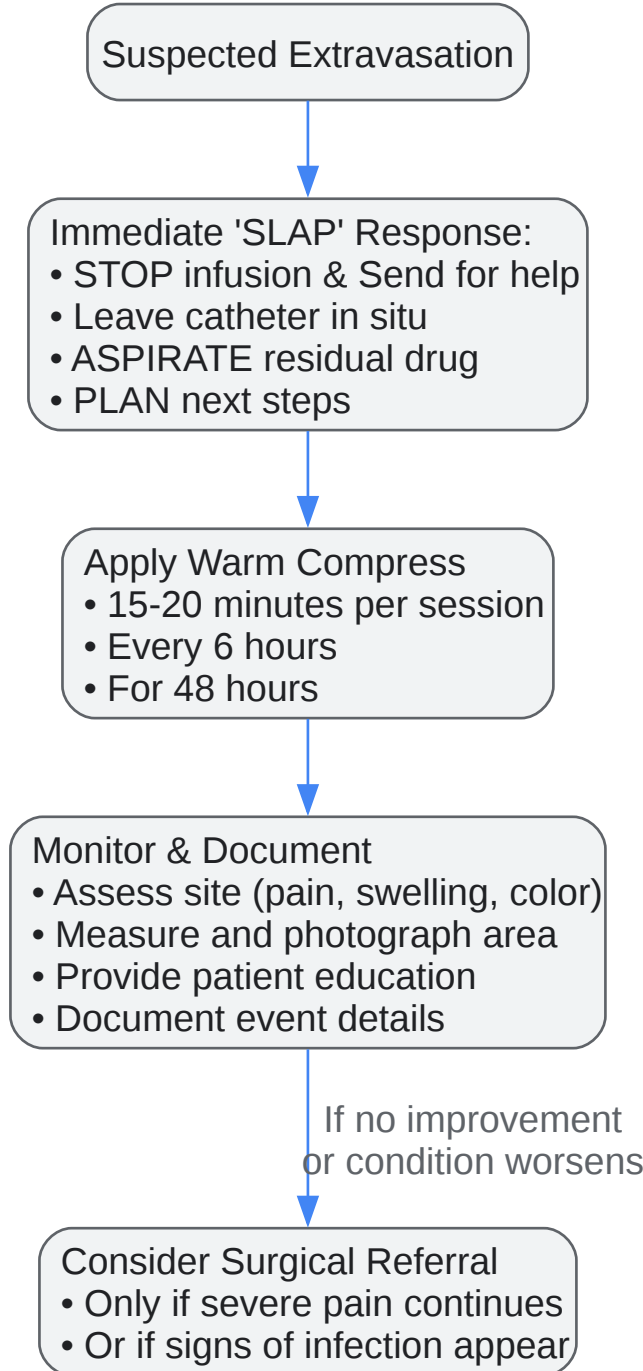 Suspected Extravasation
Immediate 'SLAP' Response:
• STOP infusion & Send for help
• Leave catheter in situ
• ASPIRATE residual drug
• PLAN next steps
Apply Warm Compress
• 15-20 minutes per session
• Every 6 hours
• For 48 hours
Monitor & Document
• Assess site (pain, swelling, color)
• Measure and photograph area
• Provide patient education
• Document event details
If no improvement
or condition worsens
Consider Surgical Referral
• Only if severe pain continues
• Or if signs of infection appear